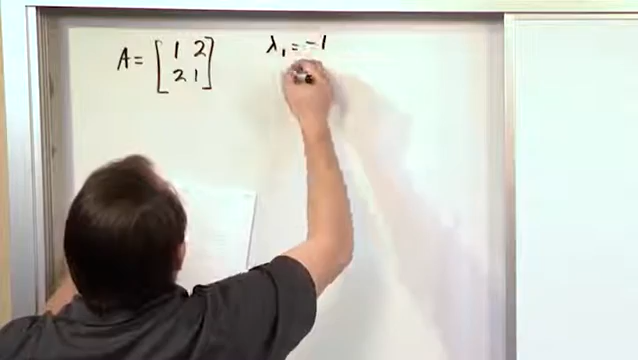 A = [1 2
2 1]
λ₁ = -1